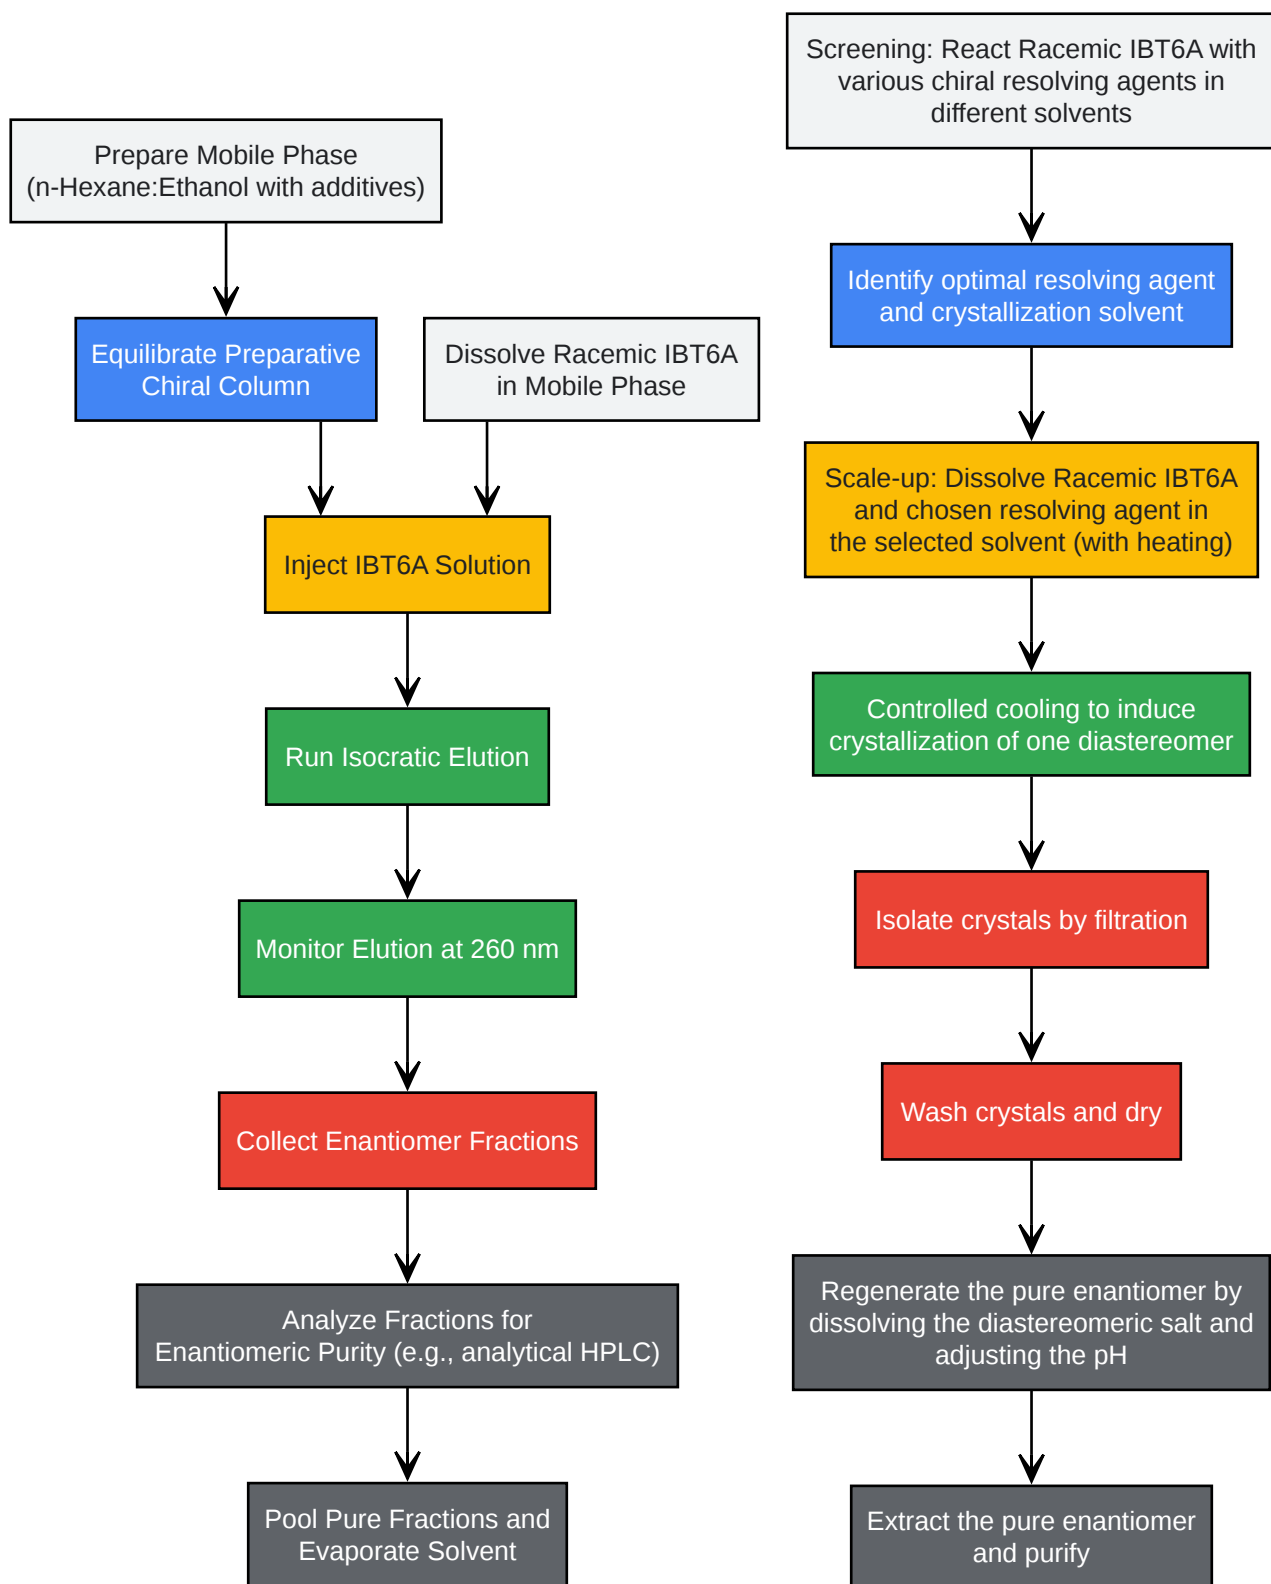 Prepare Mobile Phase
(n-Hexane:Ethanol with additives)
Equilibrate Preparative
Chiral Column
Dissolve Racemic IBT6A
in Mobile Phase
Inject IBT6A Solution
Run Isocratic Elution
Monitor Elution at 260 nm
Collect Enantiomer Fractions
Analyze Fractions for
Enantiomeric Purity (e.g., analytical HPLC)
Pool Pure Fractions and
Evaporate Solvent
Screening: React Racemic IBT6A with
various chiral resolving agents in
different solvents
Identify optimal resolving agent
and crystallization solvent
Scale-up: Dissolve Racemic IBT6A
and chosen resolving agent in
the selected solvent (with heating)
Controlled cooling to induce
crystallization of one diastereomer
Isolate crystals by filtration
Wash crystals and dry
Regenerate the pure enantiomer by
dissolving the diastereomeric salt and
adjusting the pH
Extract the pure enantiomer
and purify